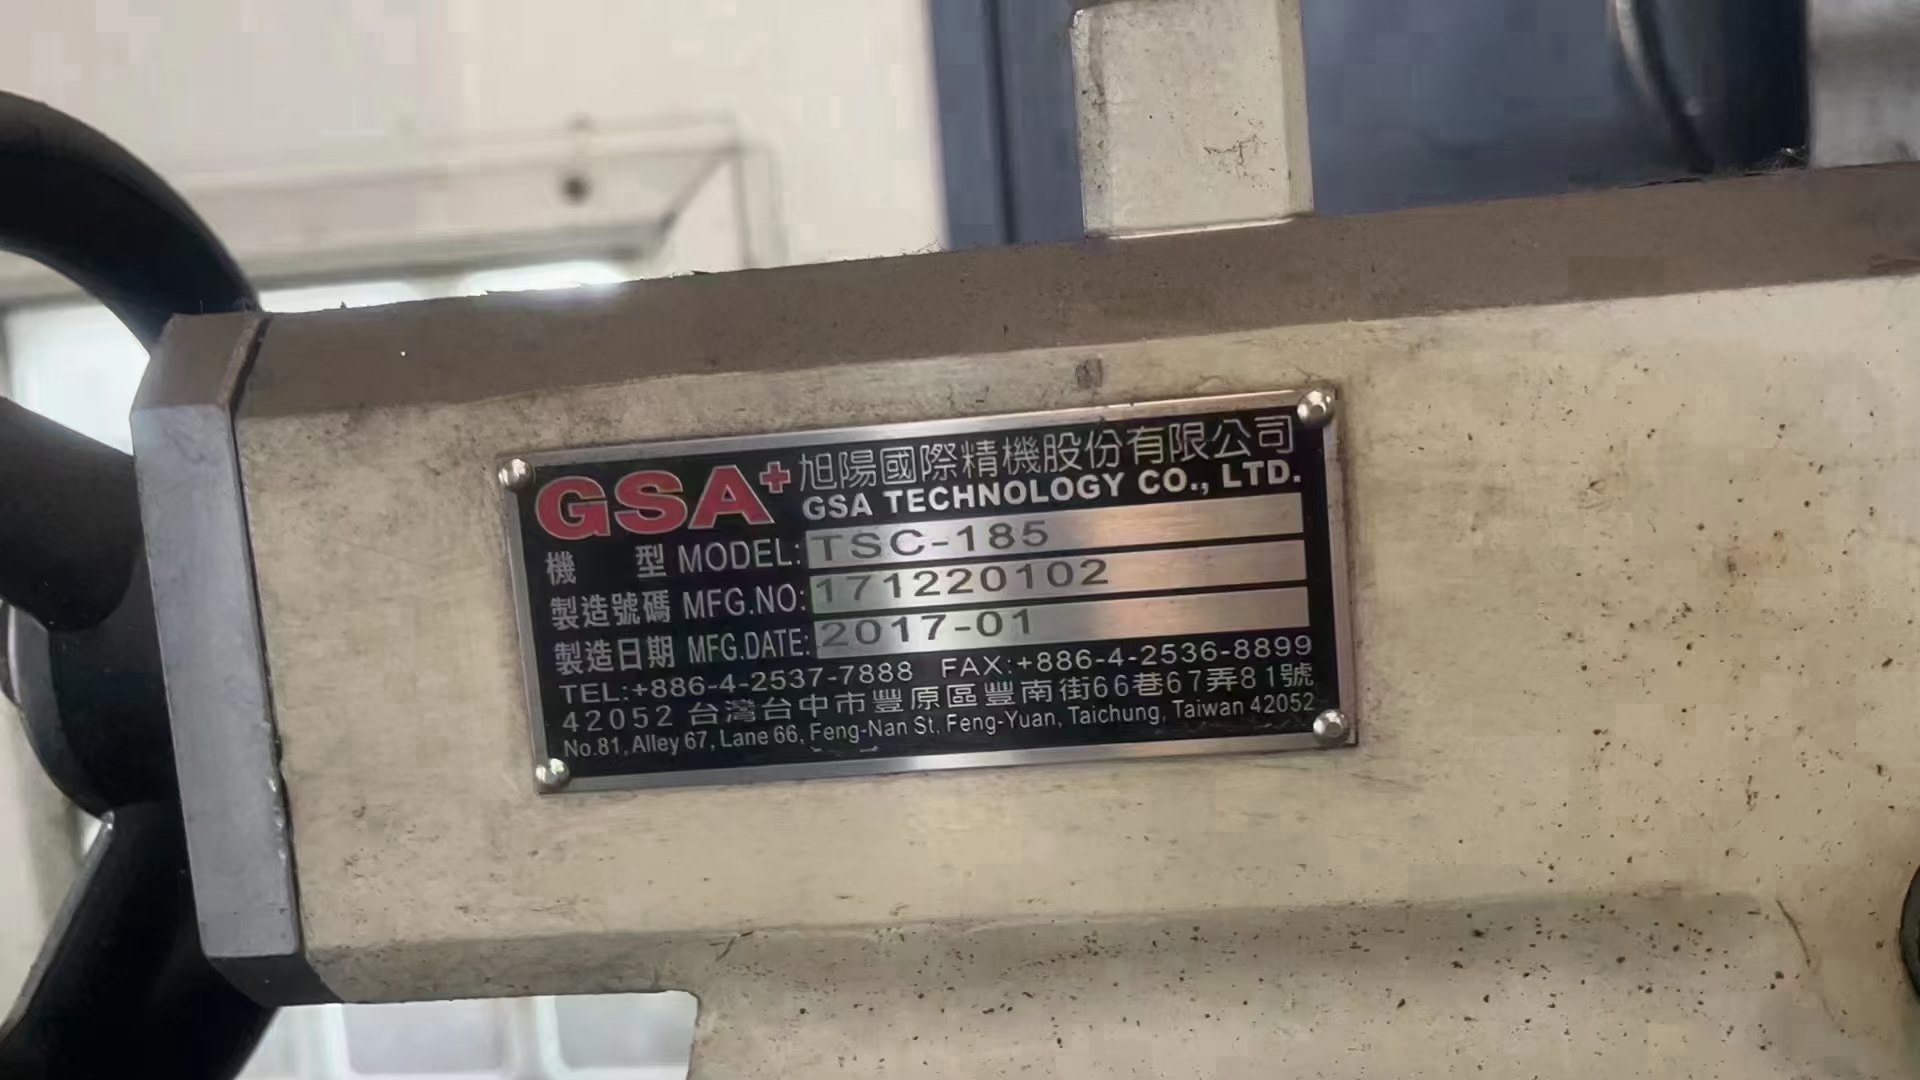 GSA+ 旭陽國際精機股份有限公司
GSA TECHNOLOGY CO., LTD.
機 型 MODEL: TSC-185
製造號碼 MFG.NO: 171220102
製造日期 MFG.DATE: 2017-01
TEL:+886-4-2537-7888 FAX:+886-4-2536-8899
42052 台灣台中市豐原區豐南街66巷67弄81號
No.81, Alley 67, Lane 66, Feng-Nan St, Feng-Yuan, Taichung, Taiwan 42052